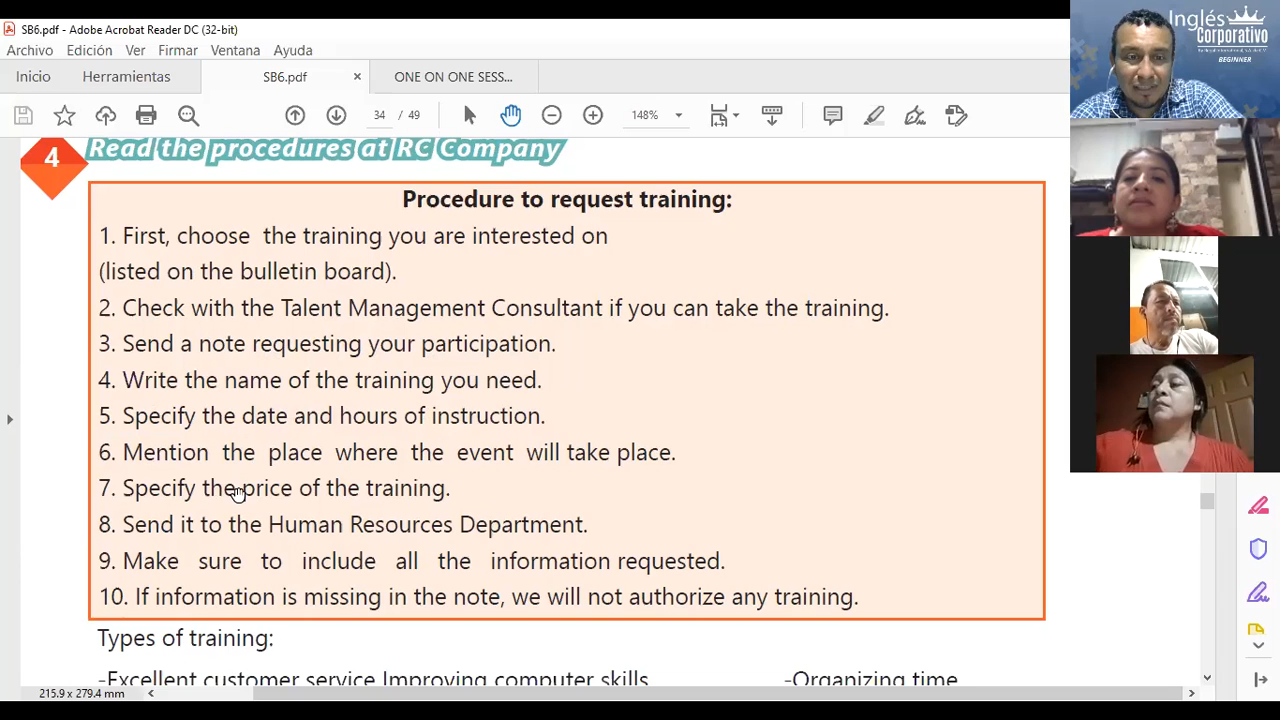 SB6.pdf - Adobe Acrobat Reader DC (32-bit)
Archivo Edición Ver Firmar Ventana Ayuda
Inicio Herramientas SB6.pdf × ONE ON ONE SESS...
34 / 49 148%
4 Read the procedures at RC Company
Procedure to request training:
1. First, choose the training you are interested on
(listed on the bulletin board).
2. Check with the Talent Management Consultant if you can take the training.
3. Send a note requesting your participation.
4. Write the name of the training you need.
5. Specify the date and hours of instruction.
6. Mention the place where the event will take place.
7. Specify the price of the training.
8. Send it to the Human Resources Department.
9. Make sure to include all the information requested.
10. If information is missing in the note, we will not authorize any training.
Types of training:
-Excellent customer service Improving computer skills -Organizing time
215.9 x 279.4 mm
Inglés
Corporativo
BEGINNER